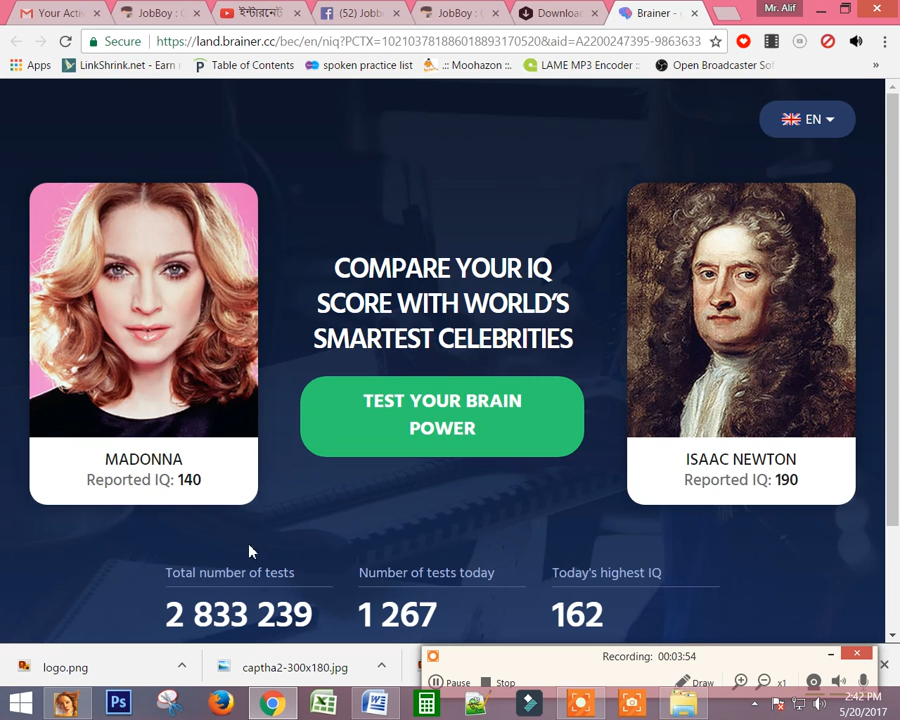 Your Acti
JobBoy : G
ইন্টারনেট
(52) Jobb
JobBoy : G
Download
Brainer -
Mr. Alif
Secure
https://land.brainer.cc/bec/en/niq?PCTX=102103781886018893170520&aid=A2200247395-9863633
Apps
LinkShrink.net - Earn
Table of Contents
spoken practice list
.:: Moohazon ::.
LAME MP3 Encoder ::
Open Broadcaster Sof
»
EN
COMPARE YOUR IQ
SCORE WITH WORLD'S
SMARTEST CELEBRITIES
TEST YOUR BRAIN
POWER
MADONNA
Reported IQ: 140
ISAAC NEWTON
Reported IQ: 190
Total number of tests
2 833 239
Number of tests today
1 267
Today's highest IQ
162
logo.png
captha2-300x180.jpg
Recording: 00:03:54
Pause
Stop
Draw
x1
Ps
2:42 PM
5/20/2017